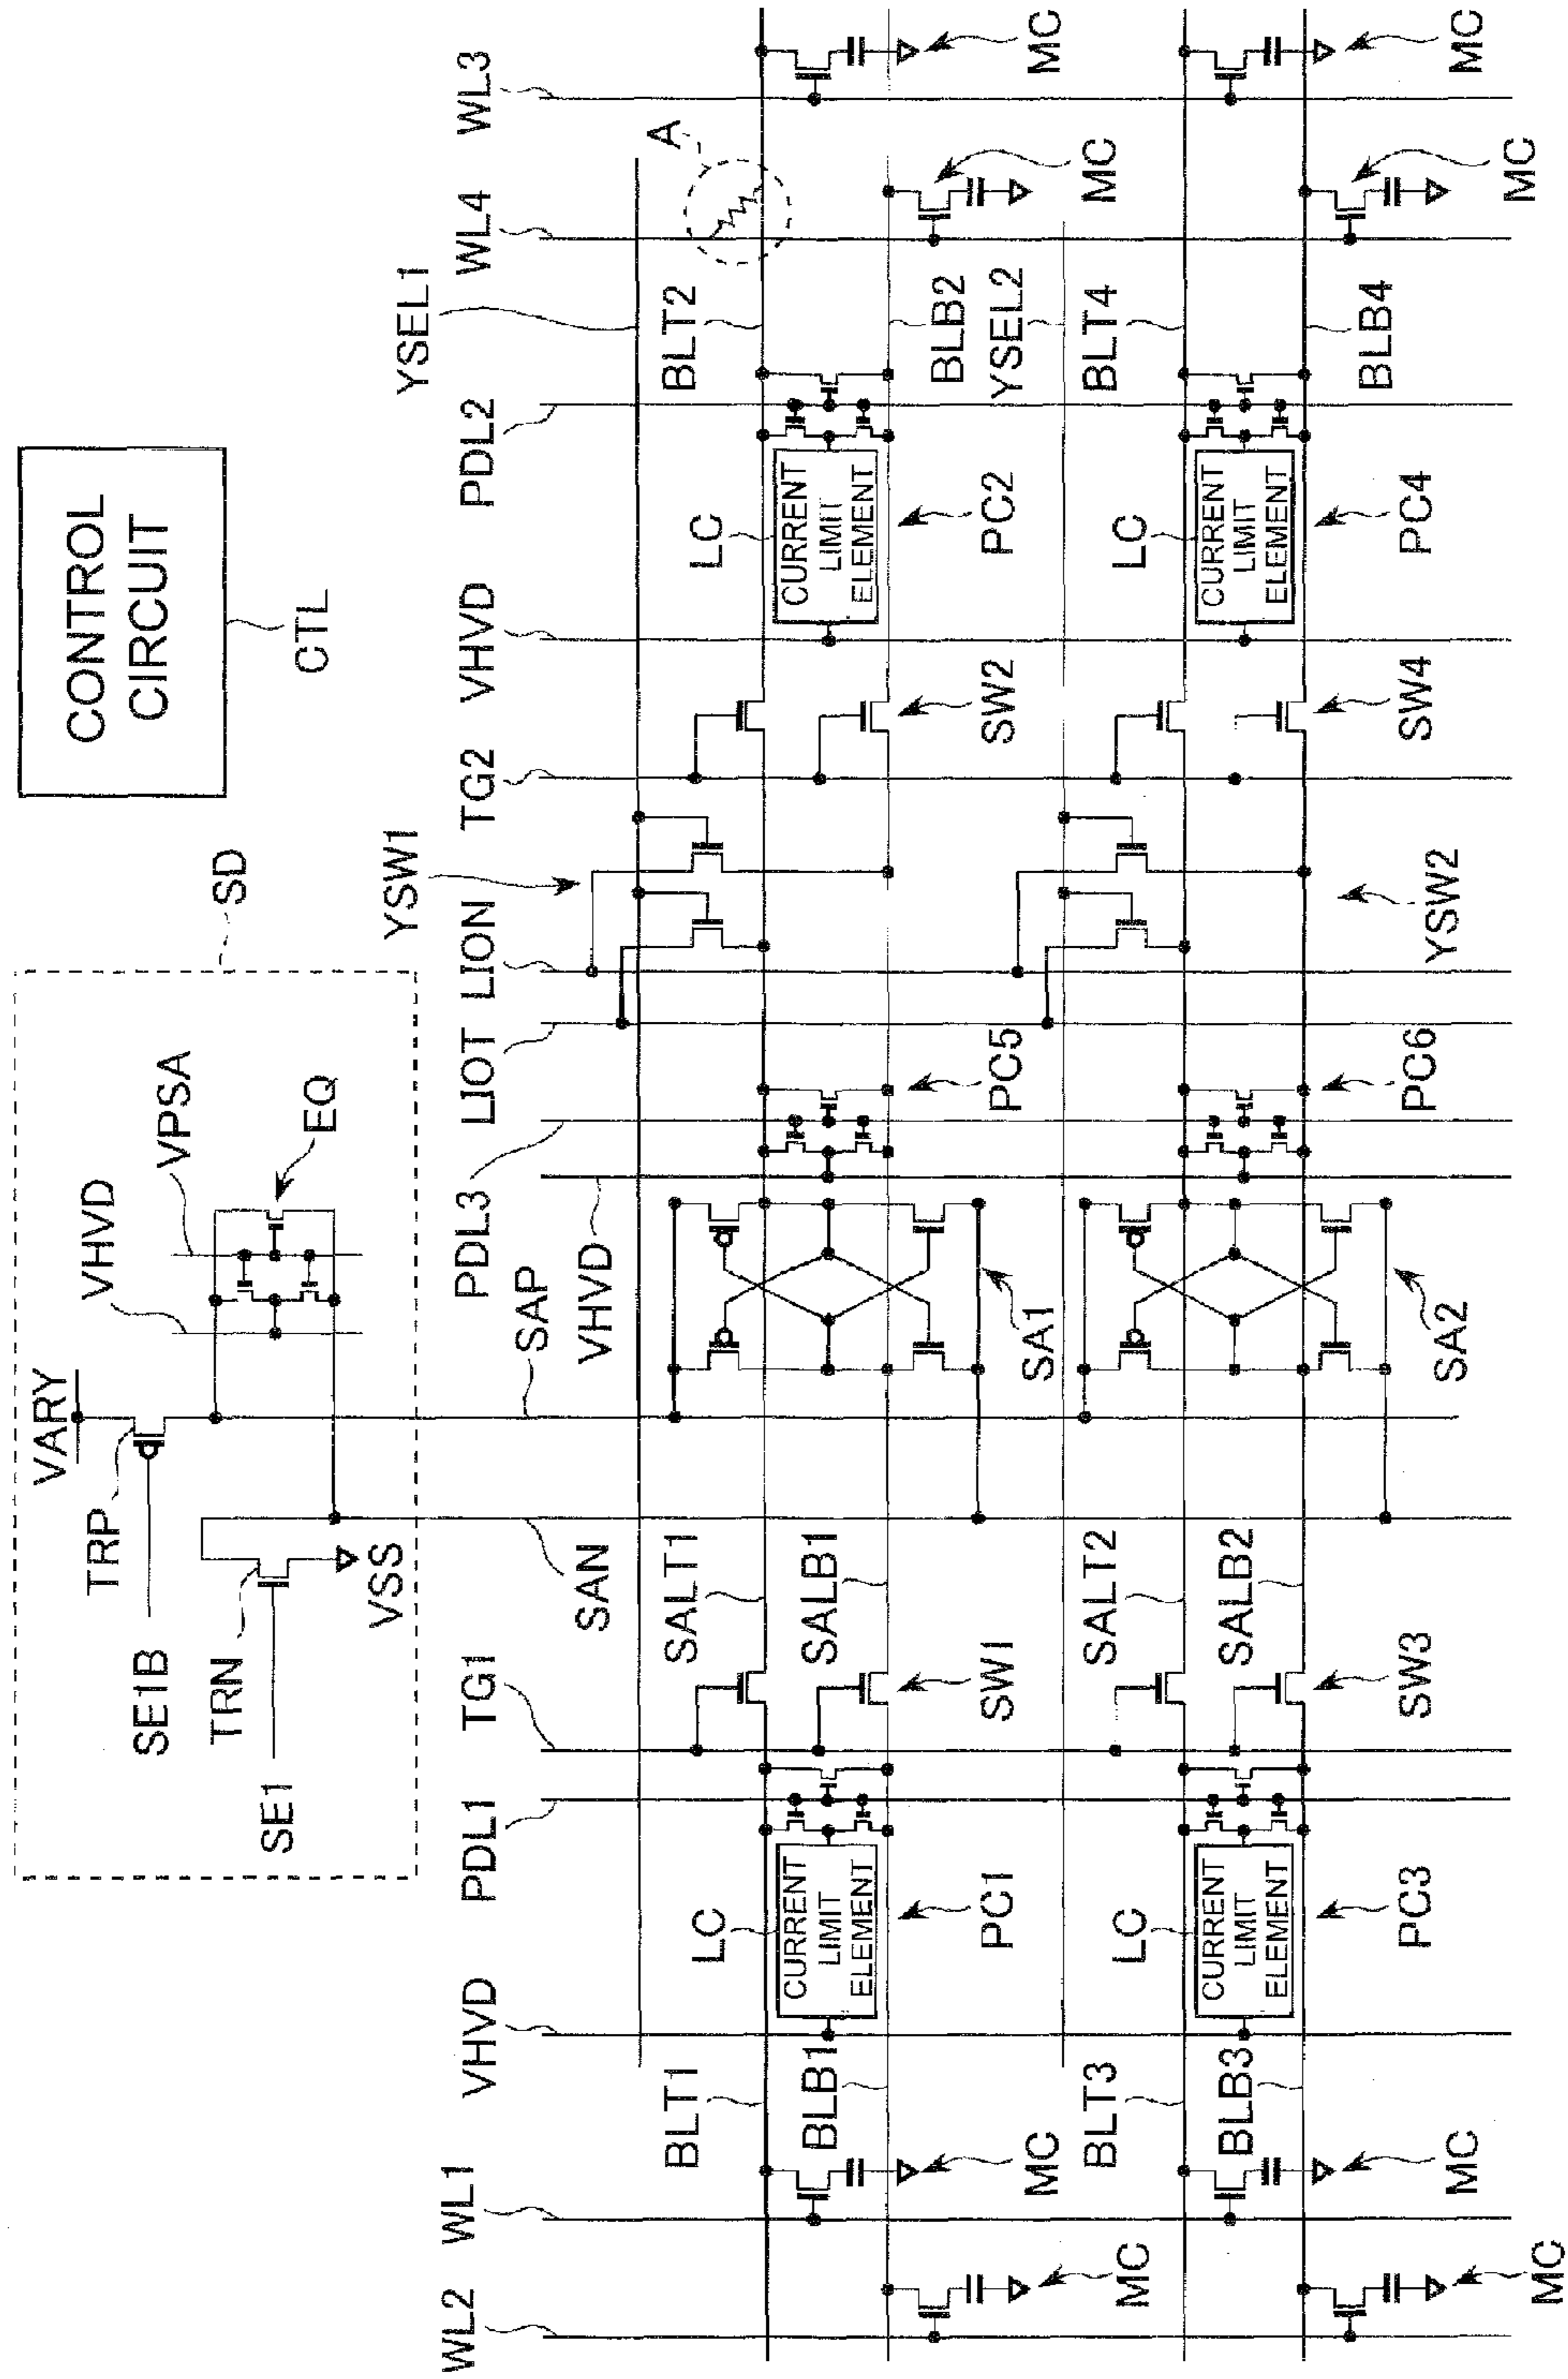 CONTROL
CIRCUIT
CTL
SD
VARY
VHVD
VPSA
EQ
TRP
SE1B
TRN
SE1
VSS
WL2
WL1
VHVD
PDL1
TG1
SAN
SAP
VHVD
PDL3
LIOT
LION
YSW1
TG2
VHVD
PDL2
YSEL1
WL4
WL3
A
BLT1
LC
SALT1
LC
BLT2
BLB1
CURRENT
LIMIT
ELEMENT
SALB1
CURRENT
LIMIT
ELEMENT
BLB2
MC
MC
PC1
SW1
SA1
PC5
SW2
PC2
YSEL2
MC
MC
BLT3
LC
SALT2
LC
BLT4
BLB3
CURRENT
LIMIT
ELEMENT
SALB2
CURRENT
LIMIT
ELEMENT
BLB4
MC
MC
PC3
SW3
SA2
PC6
YSW2
SW4
PC4
MC
MC